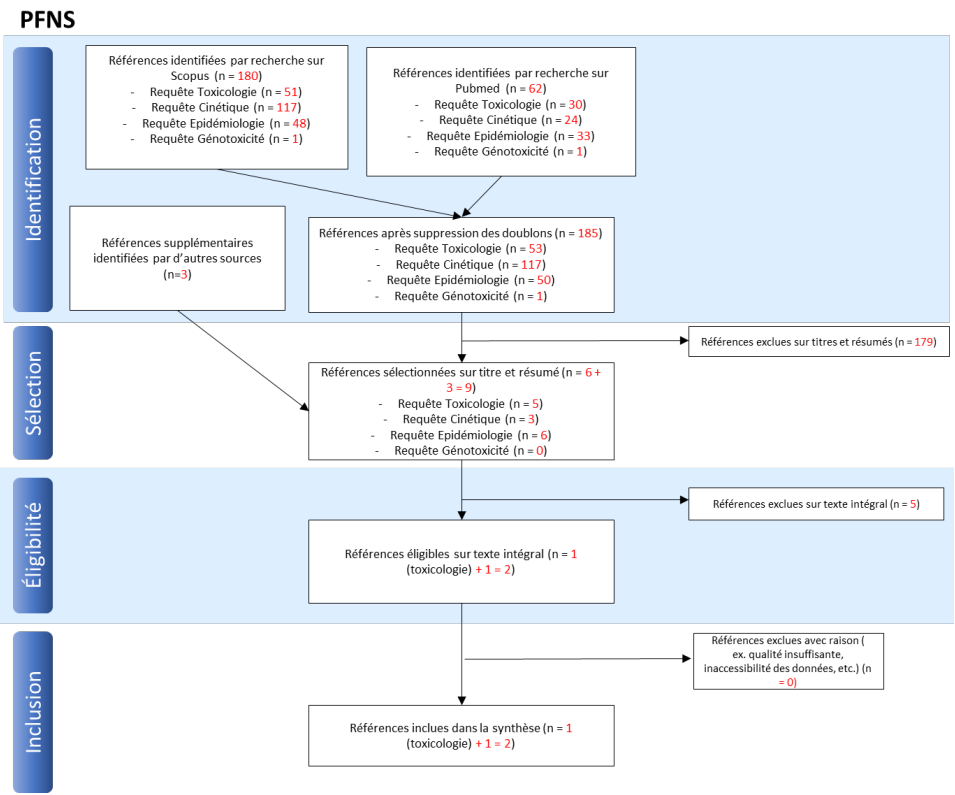 PFNS
Identification
Références identifiées par recherche sur
Scopus (n = 180)
- Requête Toxicologie (n = 51)
- Requête Cinétique (n = 117)
- Requête Epidémiologie (n = 48)
- Requête Génotoxicité (n = 1)
Références identifiées par recherche sur
Pubmed (n = 62)
- Requête Toxicologie (n = 30)
- Requête Cinétique (n = 24)
- Requête Epidémiologie (n = 33)
- Requête Génotoxicité (n = 1)
Références supplémentaires
identifiées par d'autres sources
(n=3)
Références après suppression des doublons (n = 185)
- Requête Toxicologie (n = 53)
- Requête Cinétique (n = 117)
- Requête Epidémiologie (n = 50)
- Requête Génotoxicité (n = 1)
Sélection
Références exclues sur titres et résumés (n = 179)
Références sélectionnées sur titre et résumé (n = 6 +
3 = 9)
- Requête Toxicologie (n = 5)
- Requête Cinétique (n = 3)
- Requête Epidémiologie (n = 6)
- Requête Génotoxicité (n = 0)
Éligibilité
Références exclues sur texte intégral (n = 5)
Références éligibles sur texte intégral (n = 1
(toxicologie) + 1 = 2)
Inclusion
Références exclues avec raison (
ex. qualité insuffisante,
inaccessibilité des données, etc.) (n
= 0)
Références inclues dans la synthèse (n = 1
(toxicologie) + 1 = 2)